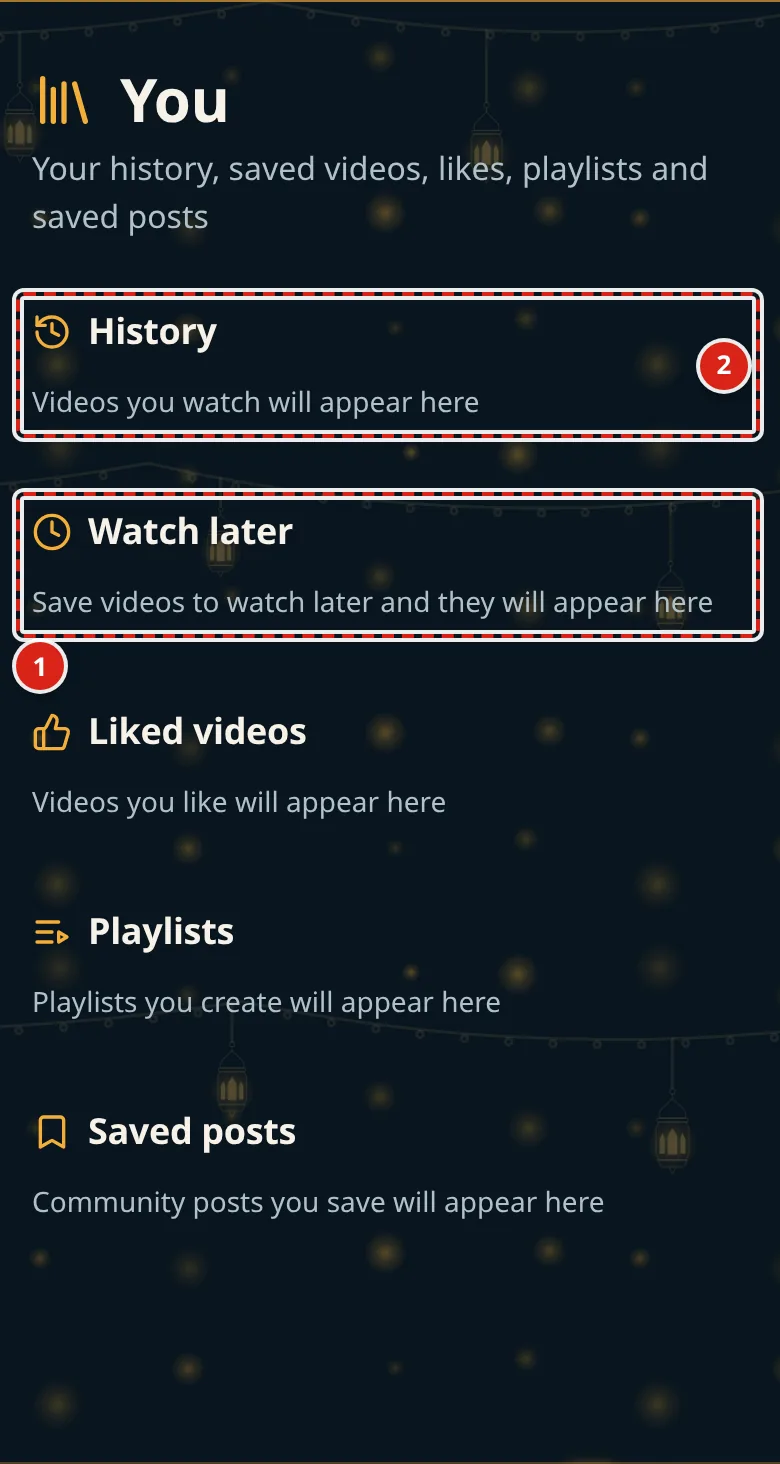 You
Your history, saved videos, likes, playlists and
saved posts
History
2
Videos you watch will appear here
Watch later
Save videos to watch later and they will appear here
1
Liked videos
Videos you like will appear here
Playlists
Playlists you create will appear here
Saved posts
Community posts you save will appear here